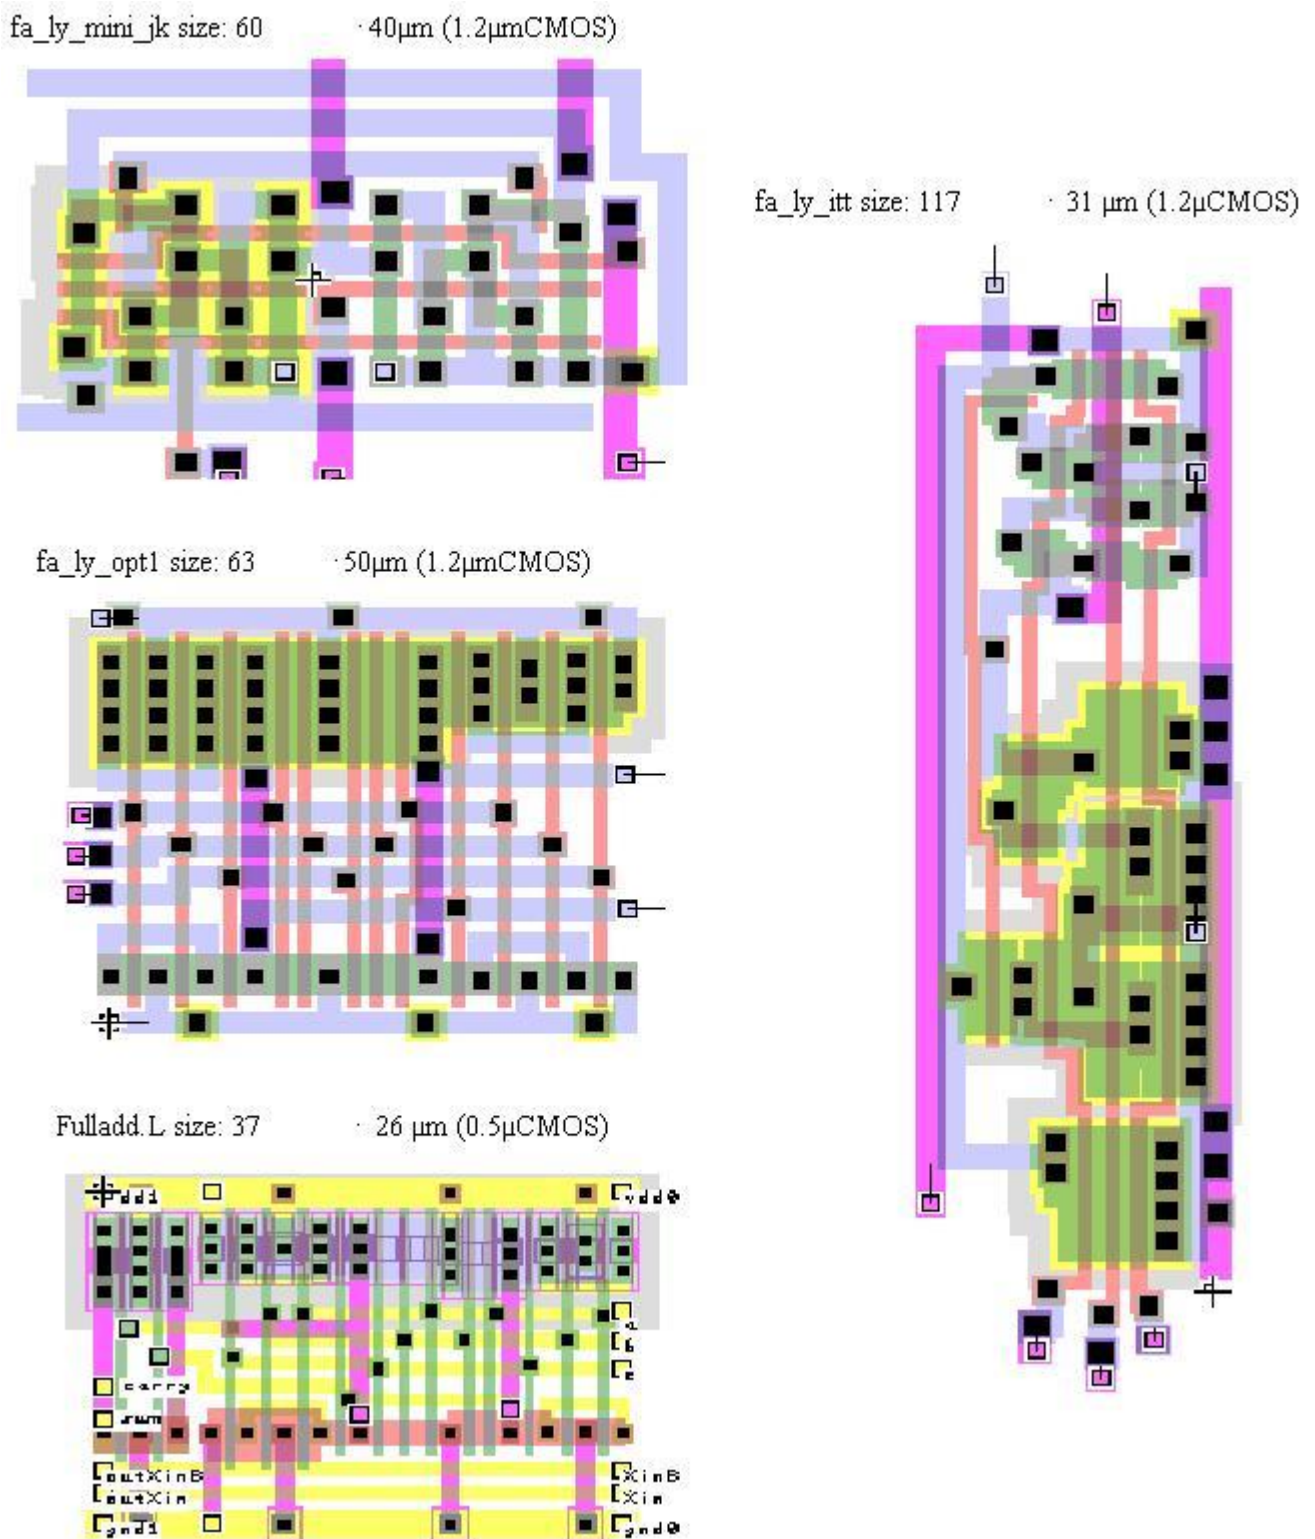 fa_ly_mini_jk size: 60 · 40µm (1.2µmCMOS)
fa_ly_itt size: 117 · 31 µm (1.2µCMOS)
fa_ly_opt1 size: 63 · 50µm (1.2µmCMOS)
Fulladd.L size: 37 · 26 µm (0.5µCMOS)
vdd0
carry
sum
outXinB XinB
outXin Xin
gnd1 gnd0